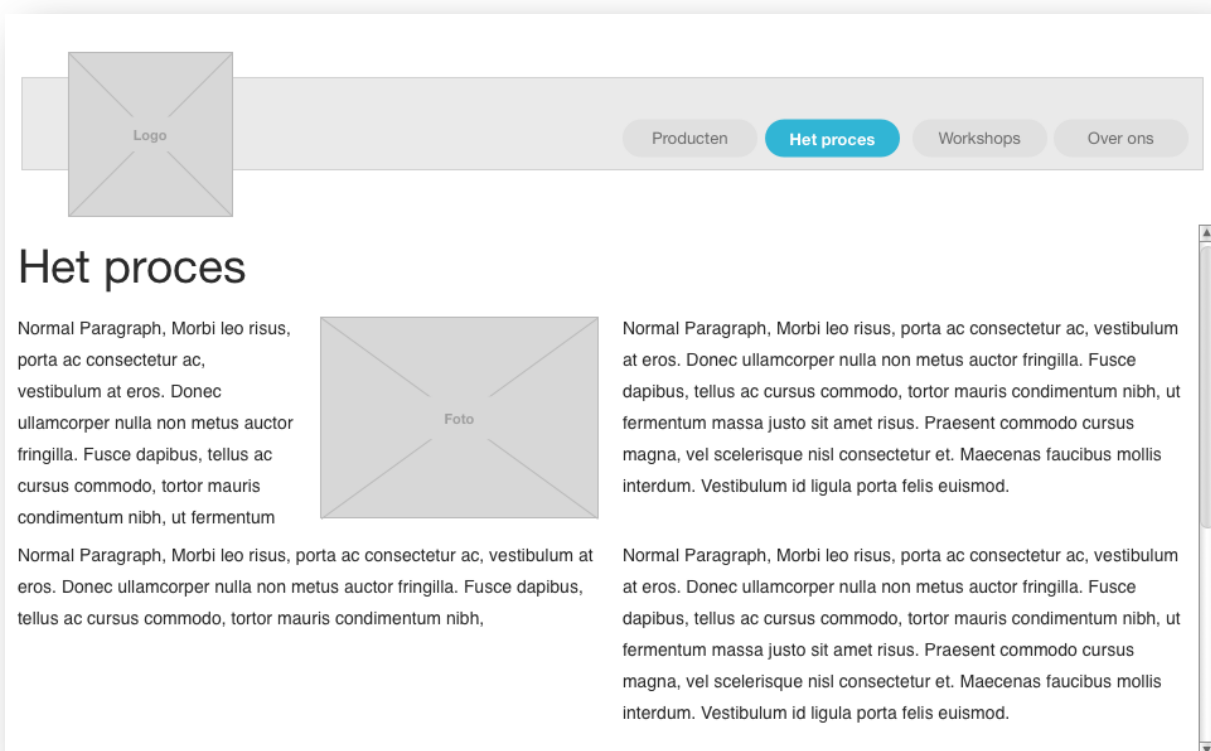 Logo
Producten
Het proces
Workshops
Over ons
Het proces
Normal Paragraph, Morbi leo risus,
porta ac consectetur ac,
vestibulum at eros. Donec
ullamcorper nulla non metus auctor
fringilla. Fusce dapibus, tellus ac
cursus commodo, tortor mauris
condimentum nibh, ut fermentum
Foto
Normal Paragraph, Morbi leo risus, porta ac consectetur ac, vestibulum at
eros. Donec ullamcorper nulla non metus auctor fringilla. Fusce dapibus,
tellus ac cursus commodo, tortor mauris condimentum nibh,
Normal Paragraph, Morbi leo risus, porta ac consectetur ac, vestibulum
at eros. Donec ullamcorper nulla non metus auctor fringilla. Fusce
dapibus, tellus ac cursus commodo, tortor mauris condimentum nibh, ut
fermentum massa justo sit amet risus. Praesent commodo cursus
magna, vel scelerisque nisl consectetur et. Maecenas faucibus mollis
interdum. Vestibulum id ligula porta felis euismod.
Normal Paragraph, Morbi leo risus, porta ac consectetur ac, vestibulum
at eros. Donec ullamcorper nulla non metus auctor fringilla. Fusce
dapibus, tellus ac cursus commodo, tortor mauris condimentum nibh, ut
fermentum massa justo sit amet risus. Praesent commodo cursus
magna, vel scelerisque nisl consectetur et. Maecenas faucibus mollis
interdum. Vestibulum id ligula porta felis euismod.